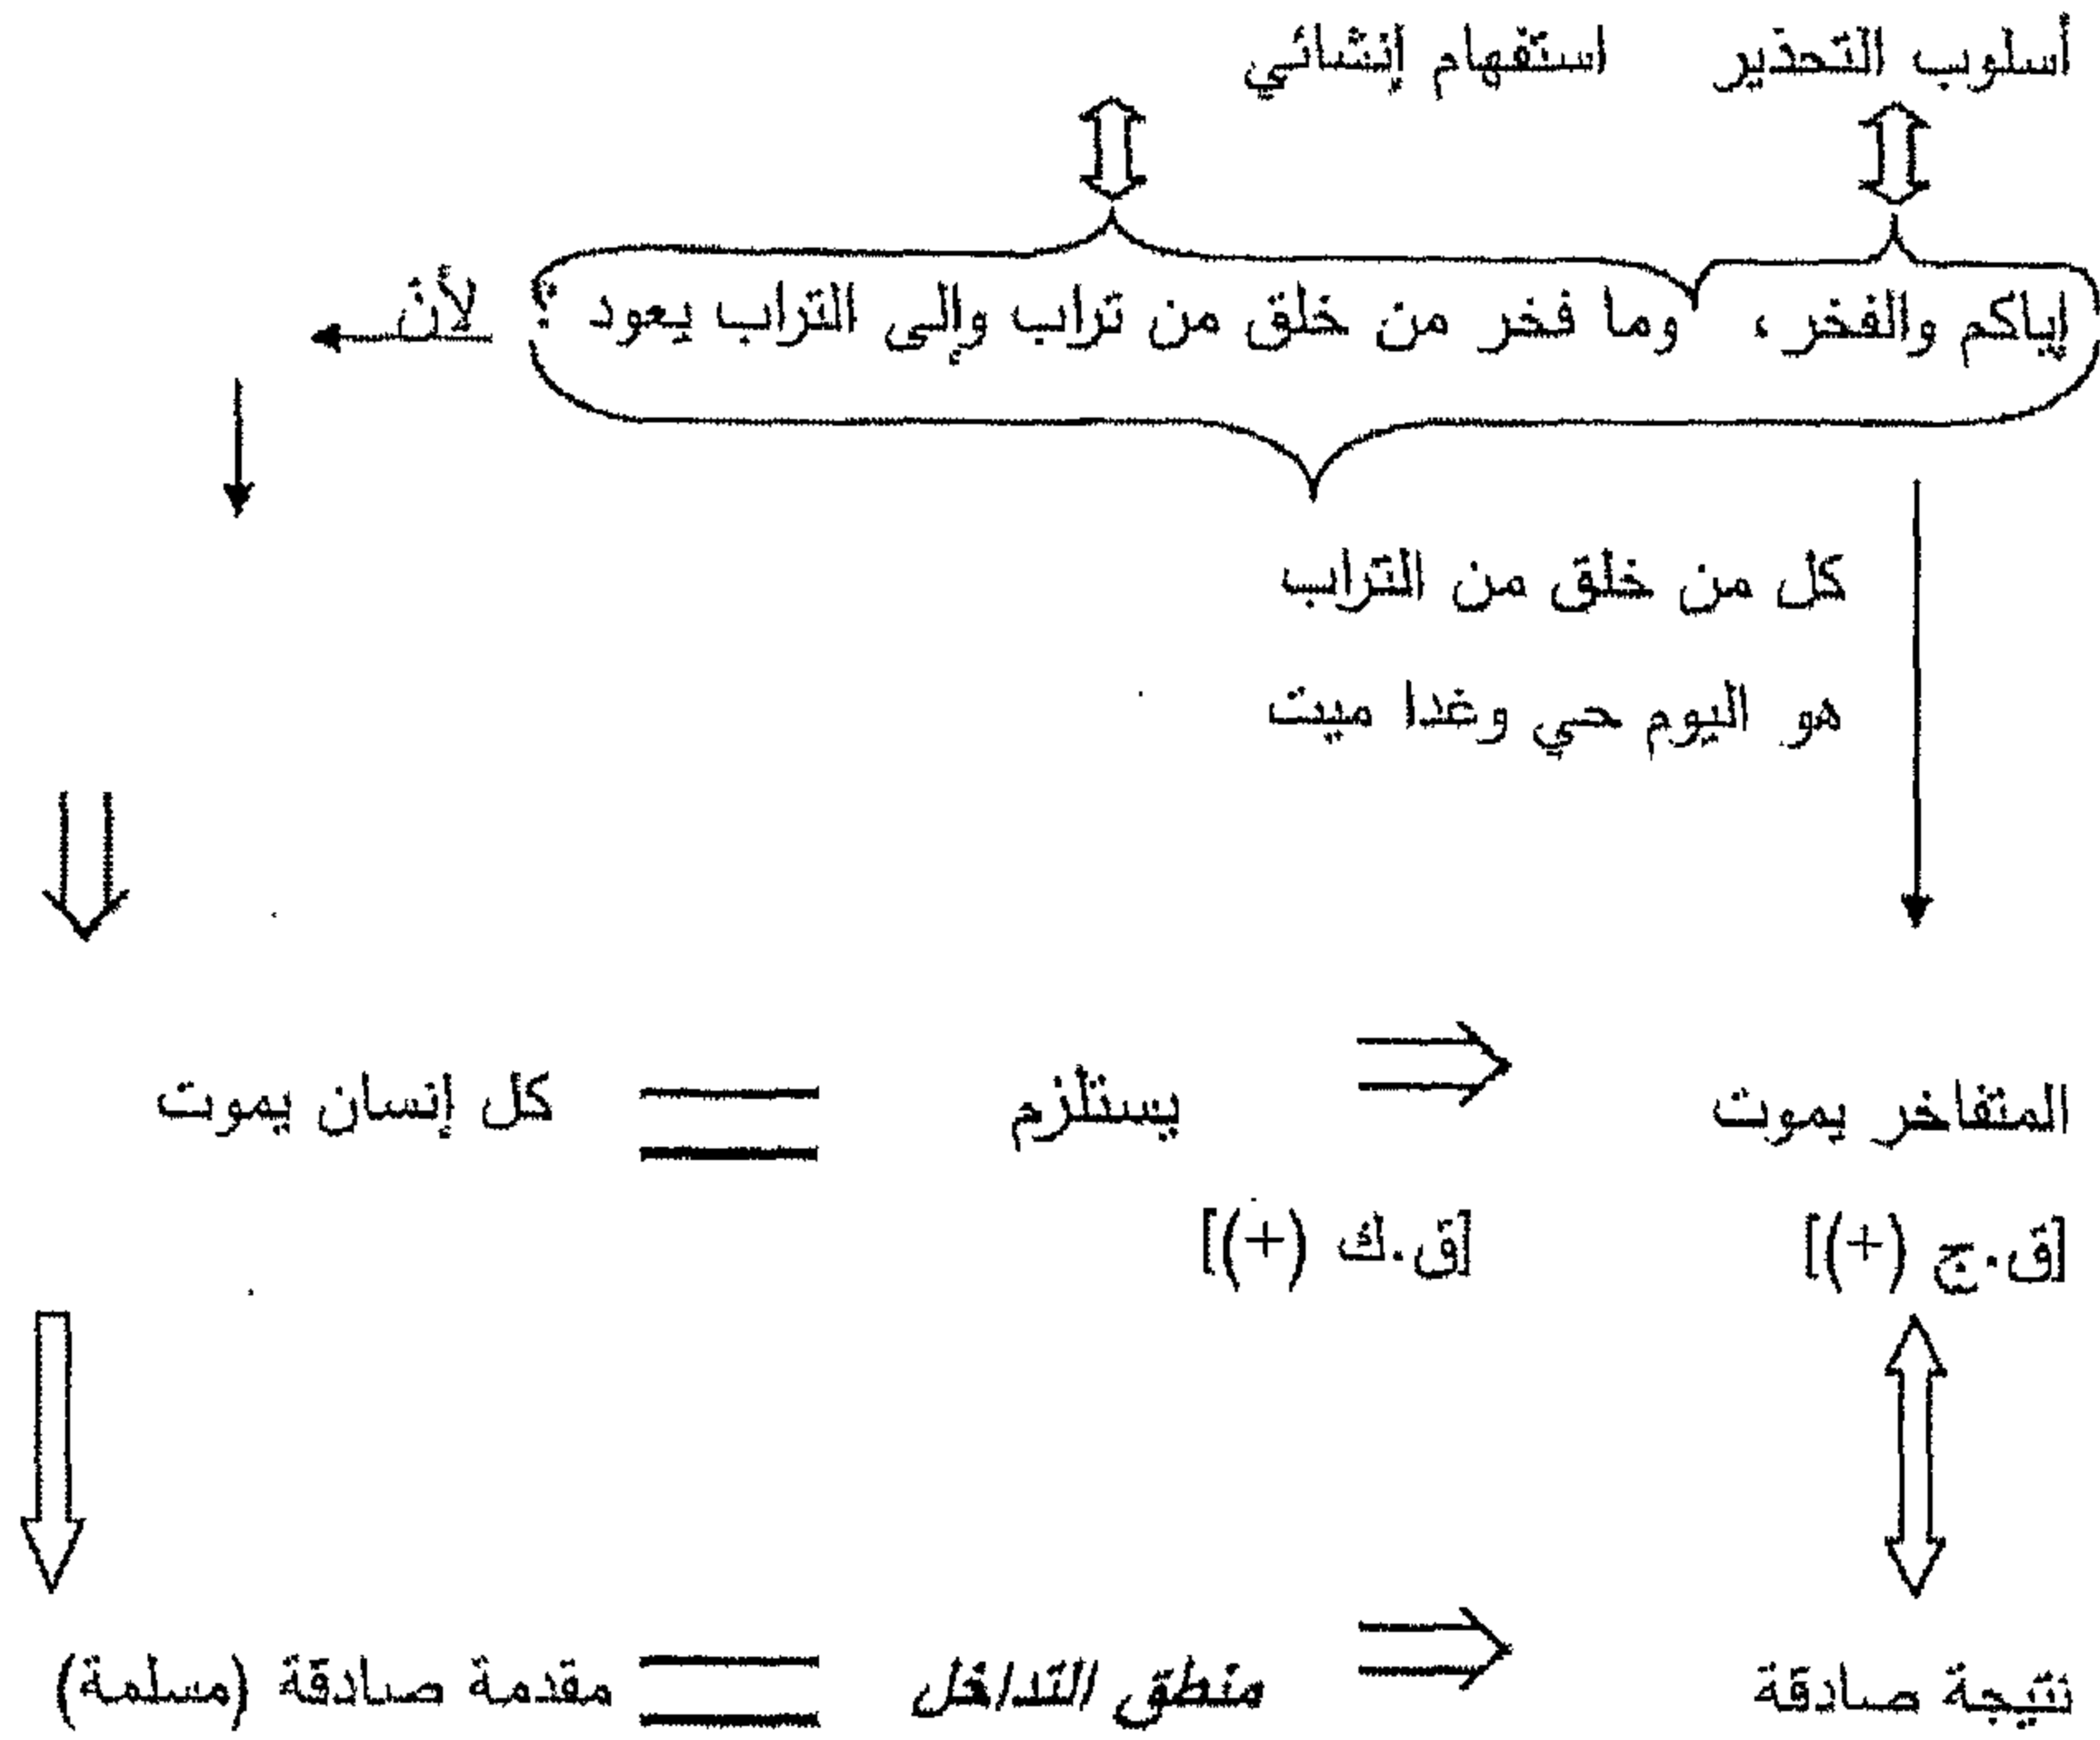 أسلوب التحذير استفهام إنشائي
إياكم والفخر، وما فخر من خلق من تراب وإلى التراب يعود ؟ لأن
كل من خلق من التراب
هو اليوم حي وغدا ميت
المتفاخر يموت يستلزم كل إنسان يموت
[ق.ج (+)] [ق.ك (+)]
نتيجة صادقة منطق التداخل مقدمة صادقة (مسلمة)